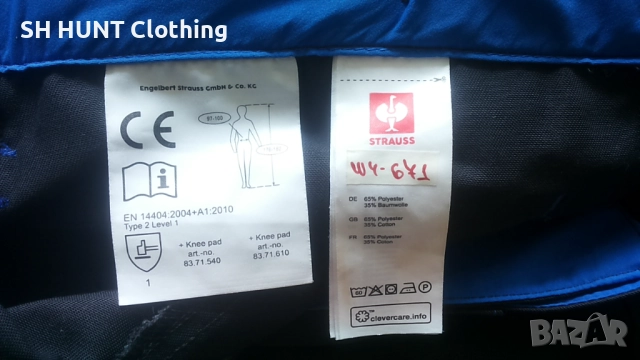 SH HUNT Clothing
Engelbert Strauss GmbH & Co. KG
CE
i
EN 14404:2004+A1:2010
Type 2 Level 1
+ Knee pad
art.-no.
83.71.540
+ Knee pad
art.-no.
83.71.610
1
STRAUSS
DE 65% Polyester
35% Baumwolle
GB 65% Polyester
35% Cotton
FR 65% Polyester
35% Coton
60
P
clevercare.info
BAZAR